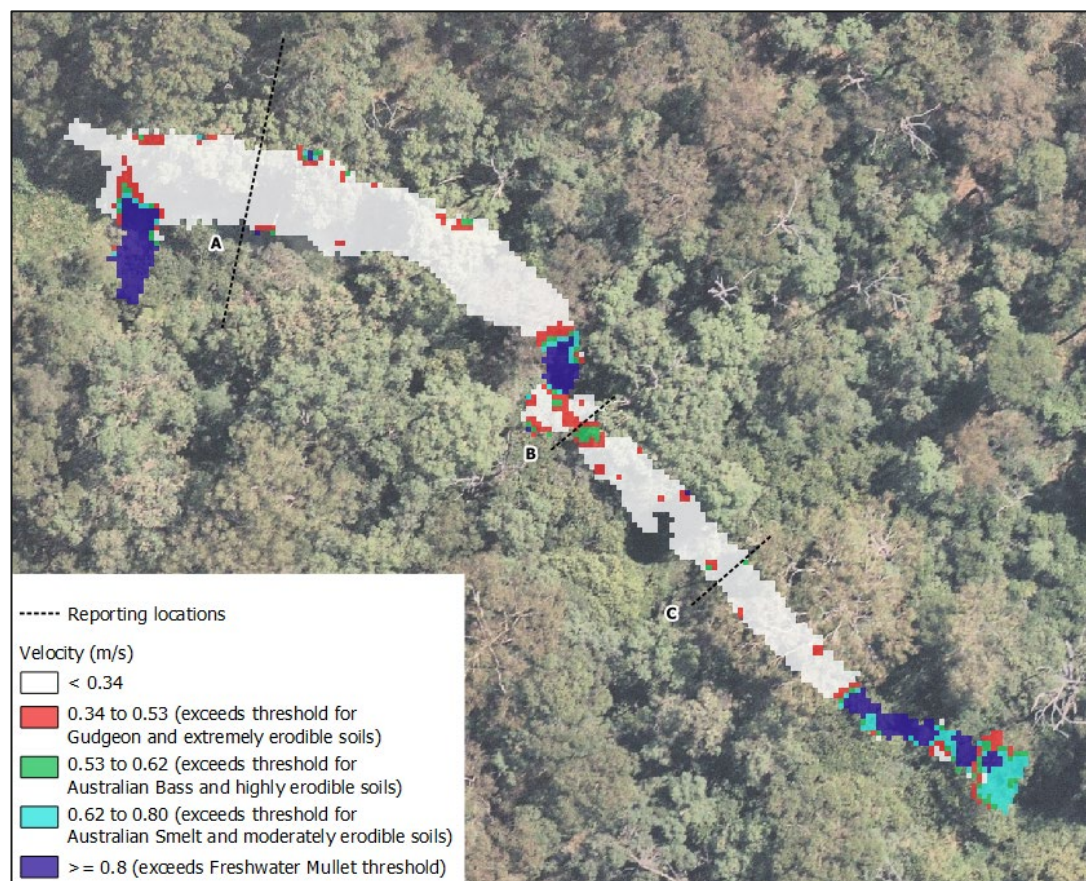 A
B
C
Reporting locations
Velocity (m/s)
< 0.34
0.34 to 0.53 (exceeds threshold for
Gudgeon and extremely erodible soils)
0.53 to 0.62 (exceeds threshold for
Australian Bass and highly erodible soils)
0.62 to 0.80 (exceeds threshold for
Australian Smelt and moderately erodible soils)
>= 0.8 (exceeds Freshwater Mullet threshold)